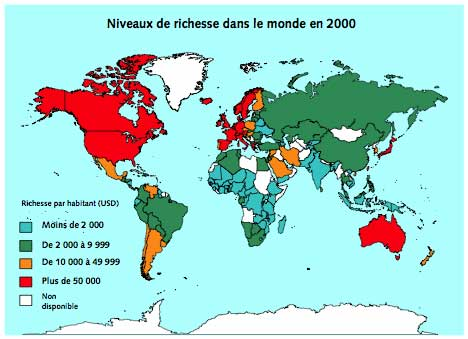 Niveaux de richesse dans le monde en 2000
Richesse par habitant (USD)
Moins de 2 000
De 2 000 à 9 999
De 10 000 à 49 999
Plus de 50 000
Non
disponible